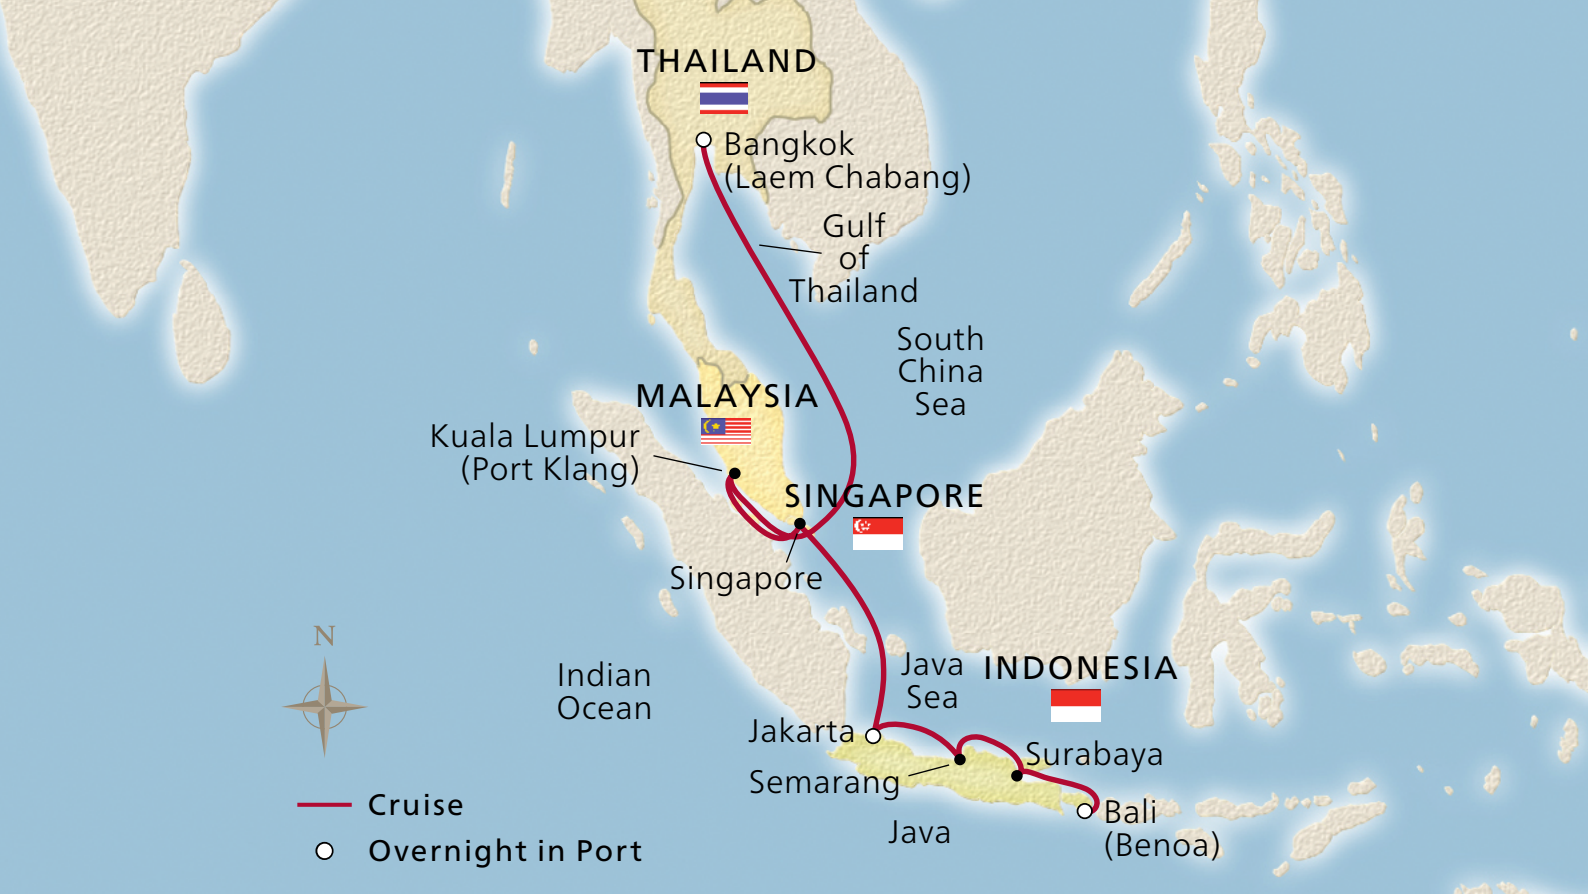 THAILAND
Bangkok
(Laem Chabang)
Gulf
of
Thailand
South
China
Sea
MALAYSIA
Kuala Lumpur
(Port Klang)
SINGAPORE
Singapore
N
Indian
Ocean
Java
Sea
INDONESIA
Jakarta
Surabaya
Semarang
Cruise
Bali
(Benoa)
Java
Overnight in Port